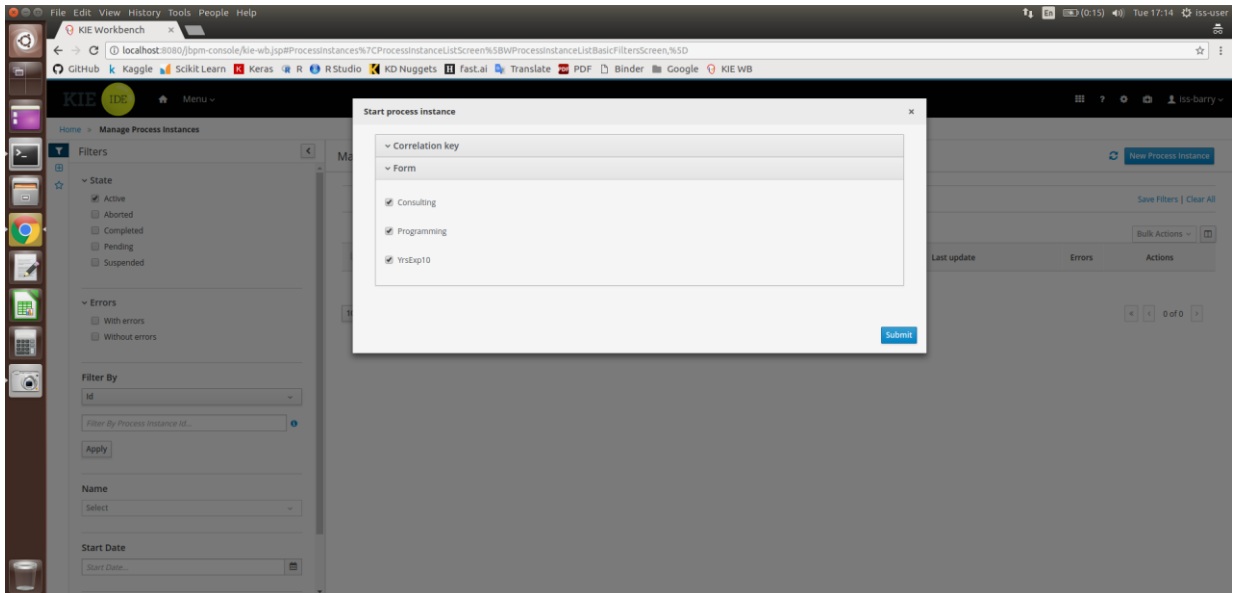 File Edit View History Tools People Help
En (0:15) Tue 17:14 iss-user
KIE Workbench ×
localhost:8080/jbpm-console/kie-wb.jsp#ProcessInstances%7CProcessInstanceListScreen%5BWProcessInstanceListBasicFiltersScreen,%5D
GitHub Kaggle Scikit Learn Keras R RStudio KD Nuggets fast.ai Translate PDF Binder Google KIE WB
KIE IDE Menu ? iss-barry
Home » Manage Process Instances
Filters
State
Active
Aborted
Completed
Pending
Suspended
Errors
With errors
Without errors
Filter By
Id
Filter By Process Instance Id...
Apply
Name
Select
Start Date
Start Date...
Ma
New Process Instance
Save Filters | Clear All
Bulk Actions
Last update Errors Actions
0 of 0
Start process instance ×
Correlation key
Form
Consulting
Programming
YrsExp10
Submit